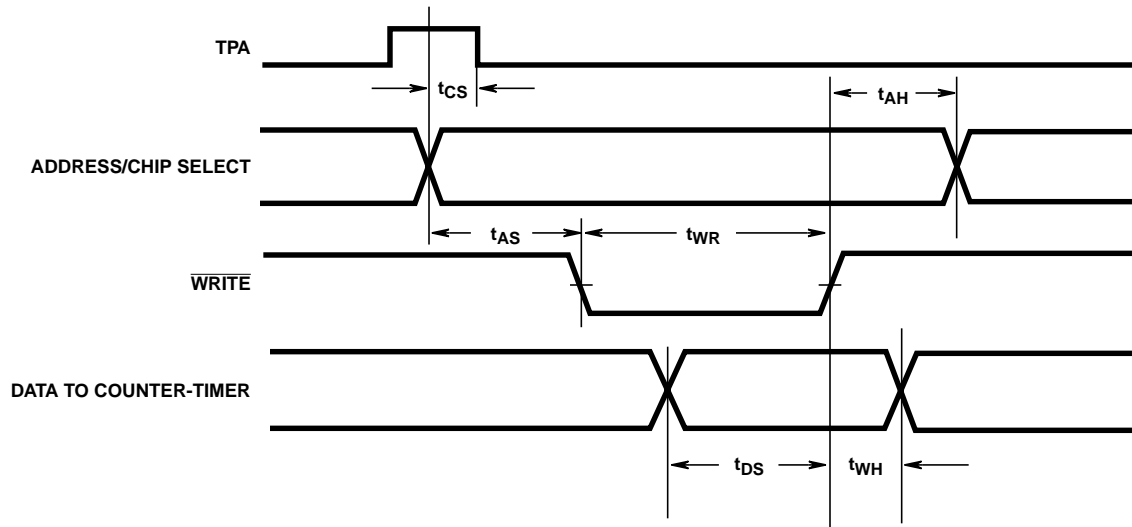 TPA
tCS
tAH
ADDRESS/CHIP SELECT
tAS
tWR
WRITE
DATA TO COUNTER-TIMER
tDS
tWH